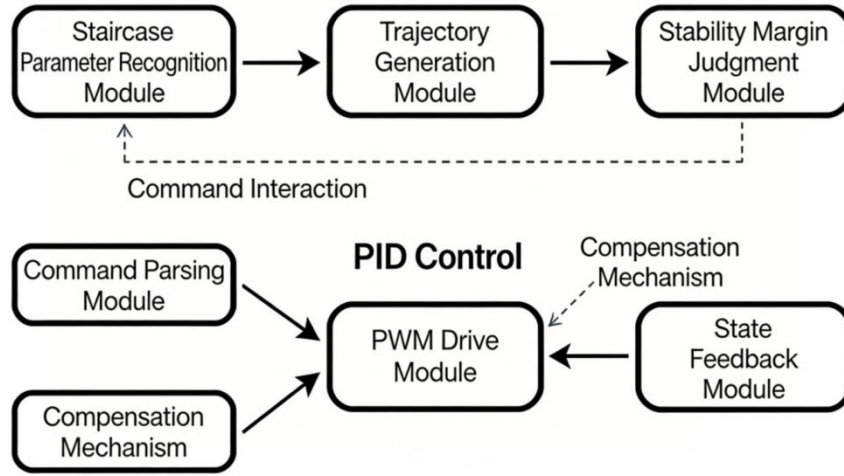 Staircase
Parameter Recognition
Module
Trajectory
Generation
Module
Stability Margin
Judgment
Module
Command Interaction
Command Parsing
Module
PID Control
Compensation
Mechanism
PWM Drive
Module
State
Feedback
Module
Compensation
Mechanism